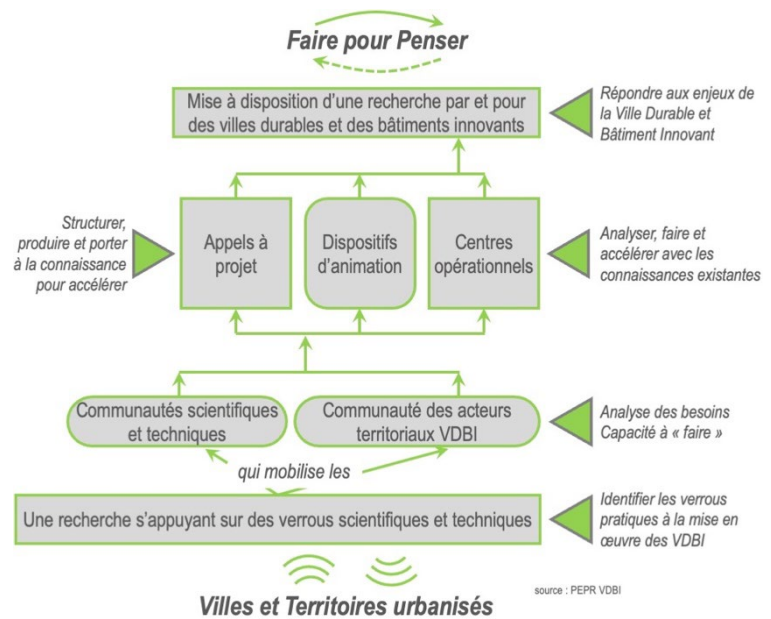 Faire pour Penser
Mise à disposition d'une recherche par et pour
des villes durables et des bâtiments innovants
Répondre aux enjeux de
la Ville Durable et
Bâtiment Innovant
Structurer,
produire et porter
à la connaissance
pour accélérer
Appels à
projet
Dispositifs
d'animation
Centres
opérationnels
Analyser, faire et
accélérer avec les
connaissances existantes
Communautés scientifiques
et techniques
Communauté des acteurs
territoriaux VDBI
Analyse des besoins
Capacité à « faire »
qui mobilise les
Une recherche s'appuyant sur des verrous scientifiques et techniques
Identifier les verrous
pratiques à la mise en
œuvre des VDBI
Villes et Territoires urbanisés
source : PEPR VDBI